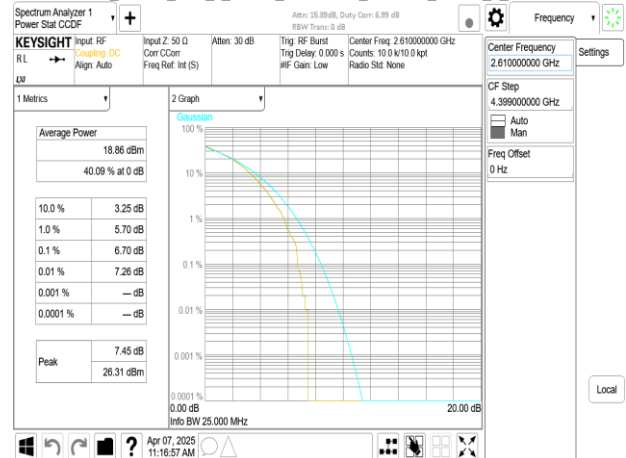 Spectrum Analyzer 1
Power Stat CCDF
Attn: 15.39dB, Duty Corr: 6.99 dB
RBW Trans: 0 dB
Frequency
KEYSIGHT
RL
Input: RF
Coupling: DC
Align: Auto
Input Z: 50 Ω
Corr CCorr
Freq Ref: Int (S)
Atten: 30 dB
Trig: RF Burst
Trig Delay: 0.000 s
#IF Gain: Low
Center Freq: 2.610000000 GHz
Counts: 10.0 k/10.0 kpt
Radio Std: None
Center Frequency
2.610000000 GHz
Settings
CF Step
4.399000000 GHz
Auto
Man
Freq Offset
0 Hz
1 Metrics
Average Power
18.86 dBm
40.09 % at 0 dB
10.0 % 3.25 dB
1.0 % 5.70 dB
0.1 % 6.70 dB
0.01 % 7.26 dB
0.001 % --- dB
0.0001 % --- dB
Peak
7.45 dB
26.31 dBm
2 Graph
Gaussian
100 %
10 %
1 %
0.1 %
0.01 %
0.001 %
0.0001 %
0.00 dB
20.00 dB
Info BW 25.000 MHz
Local
?
Apr 07, 2025
11:16:57 AM